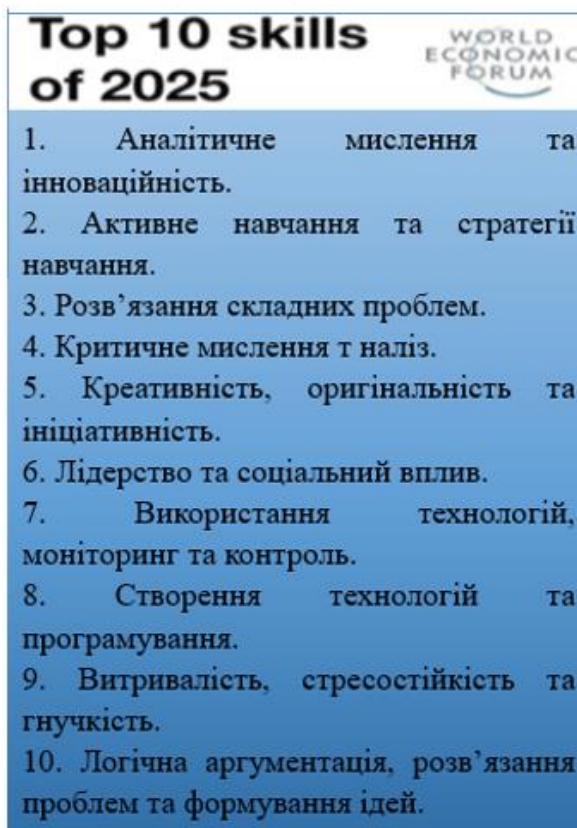 Top 10 skills
of 2025
WORLD
ECONOMIC
FORUM
1. Аналітичне мислення та
інноваційність.
2. Активне навчання та стратегії
навчання.
3. Розв’язання складних проблем.
4. Критичне мислення т наліз.
5. Креативність, оригінальність та
ініціативність.
6. Лідерство та соціальний вплив.
7. Використання технологій,
моніторинг та контроль.
8. Створення технологій та
програмування.
9. Витривалість, стресостійкість та
гнучкість.
10. Логічна аргументація, розв’язання
проблем та формування ідей.